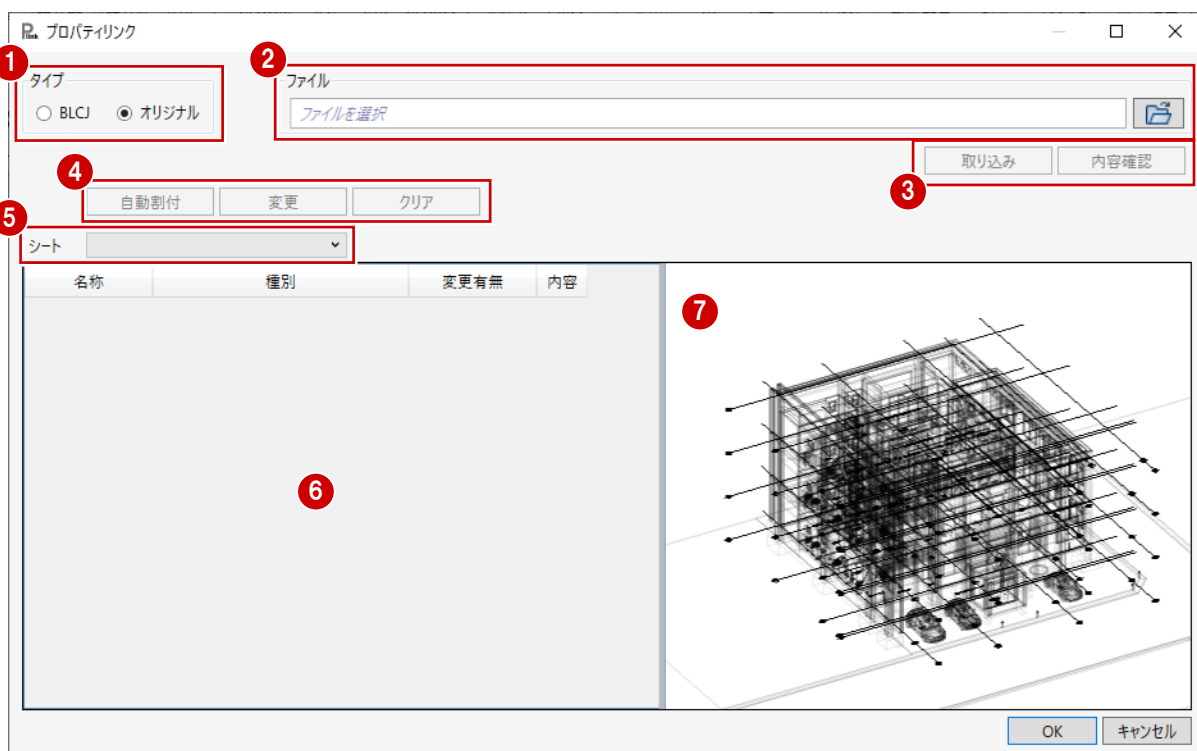 Plink プロパティリンク
1
タイプ
BLCJ オリジナル
2
ファイル
ファイルを選択
取り込み 内容確認
3
4
自動割付 変更 クリア
5
シート
名称 種別 変更有無 内容
6
7
OK キャンセル